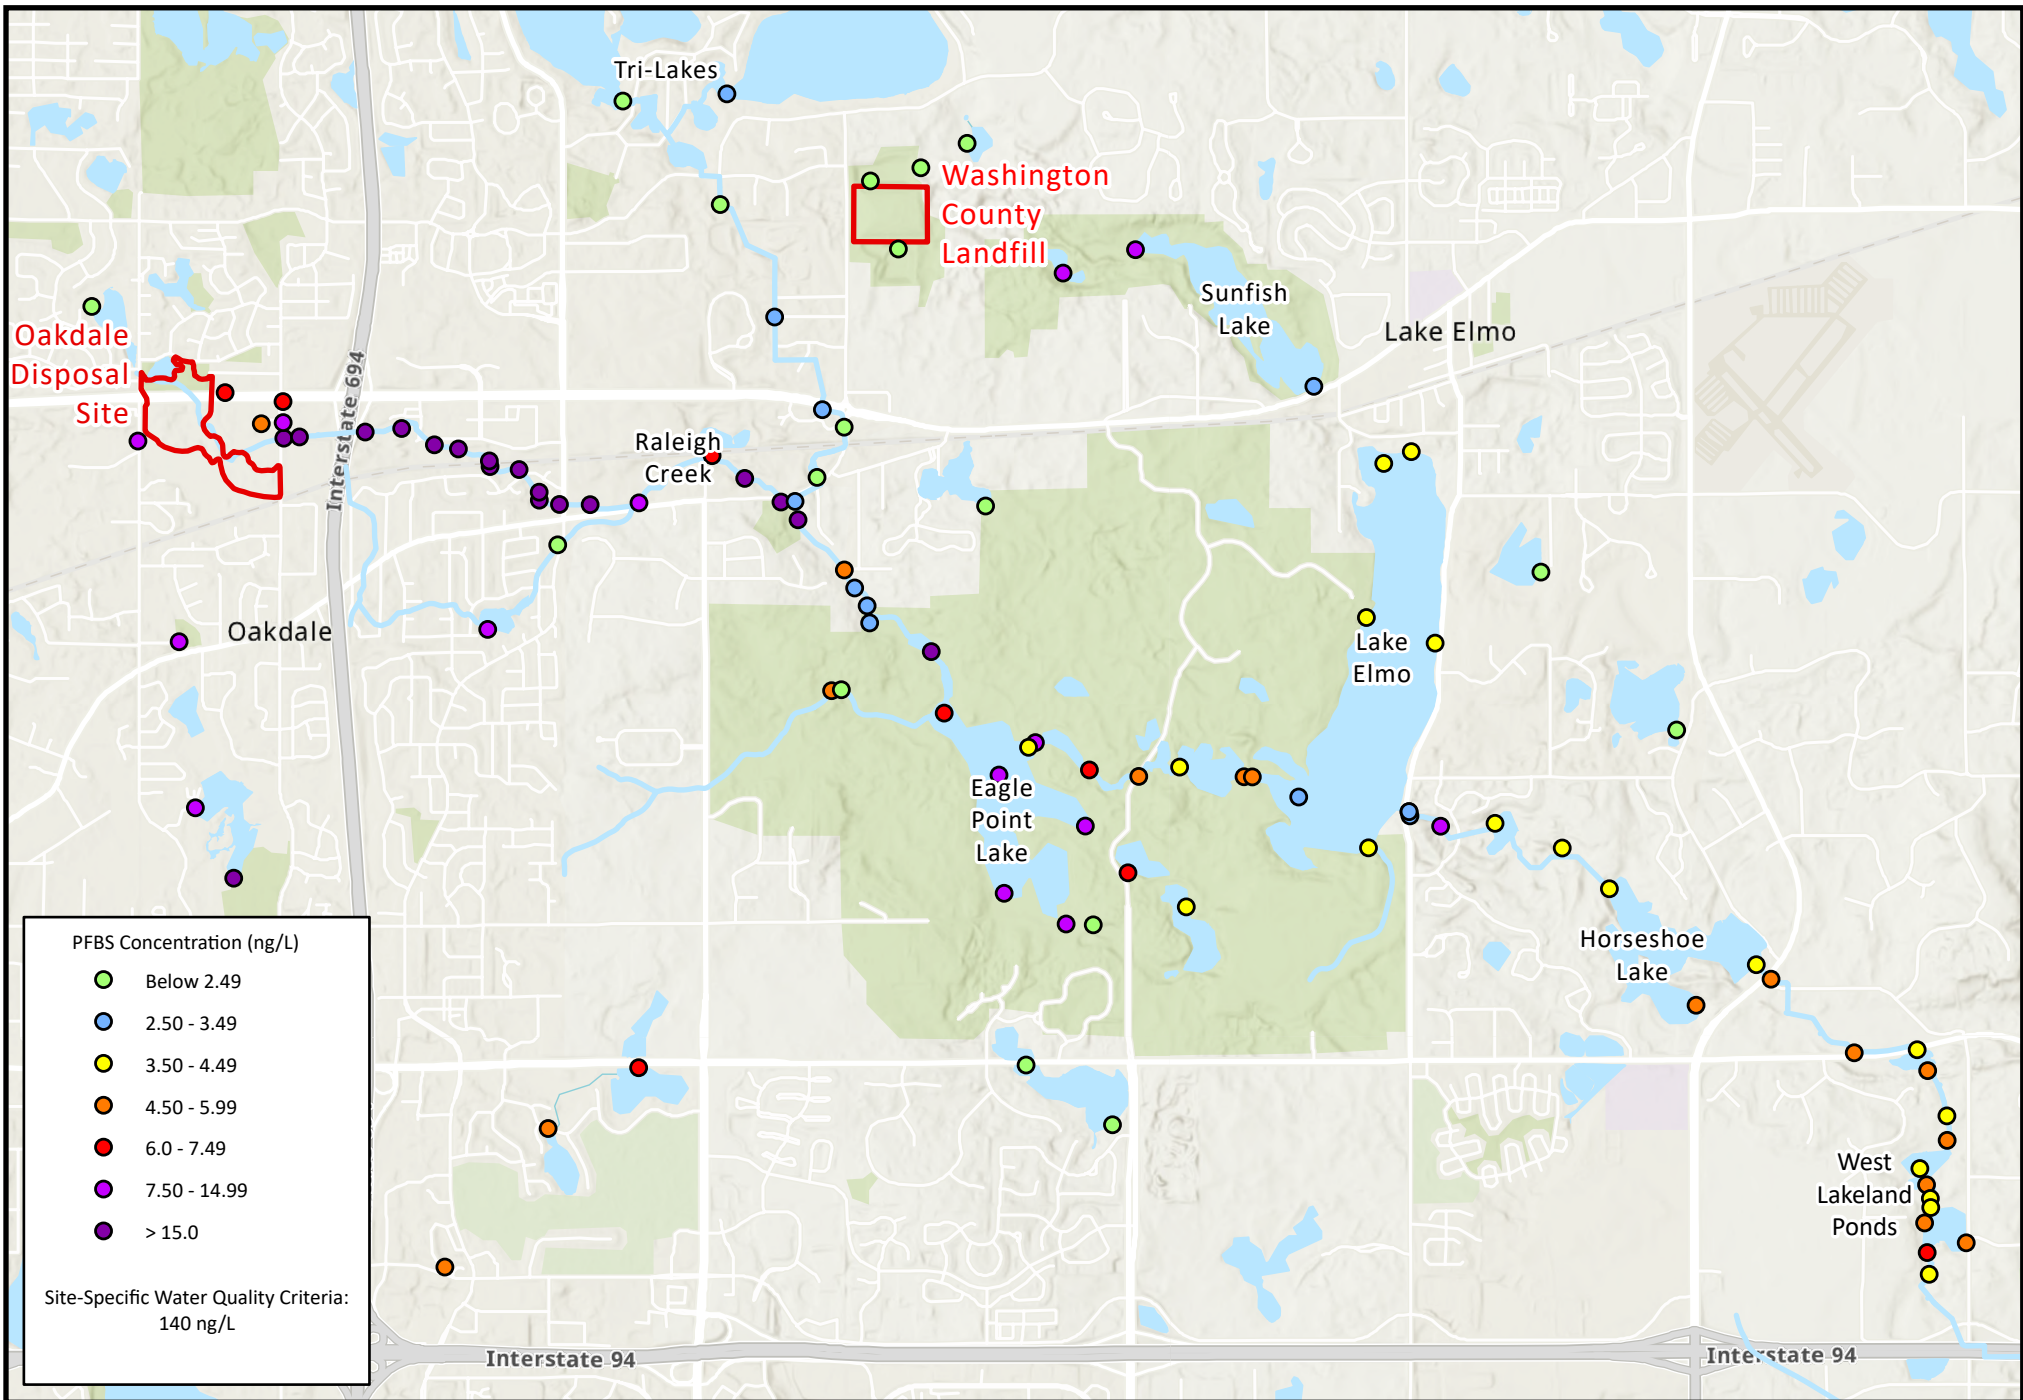 Tri-Lakes
Washington
County
Landfill
Sunfish
Lake
Lake Elmo
Oakdale
Disposal
Site
Interstate 694
Raleigh
Creek
Oakdale
Lake
Elmo
Eagle
Point
Lake
Horseshoe
Lake
West
Lakeland
Ponds
PFBS Concentration (ng/L)
Below 2.49
2.50 - 3.49
3.50 - 4.49
4.50 - 5.99
6.0 - 7.49
7.50 - 14.99
> 15.0
Site-Specific Water Quality Criteria:
140 ng/L
Interstate 94
Interstate 94